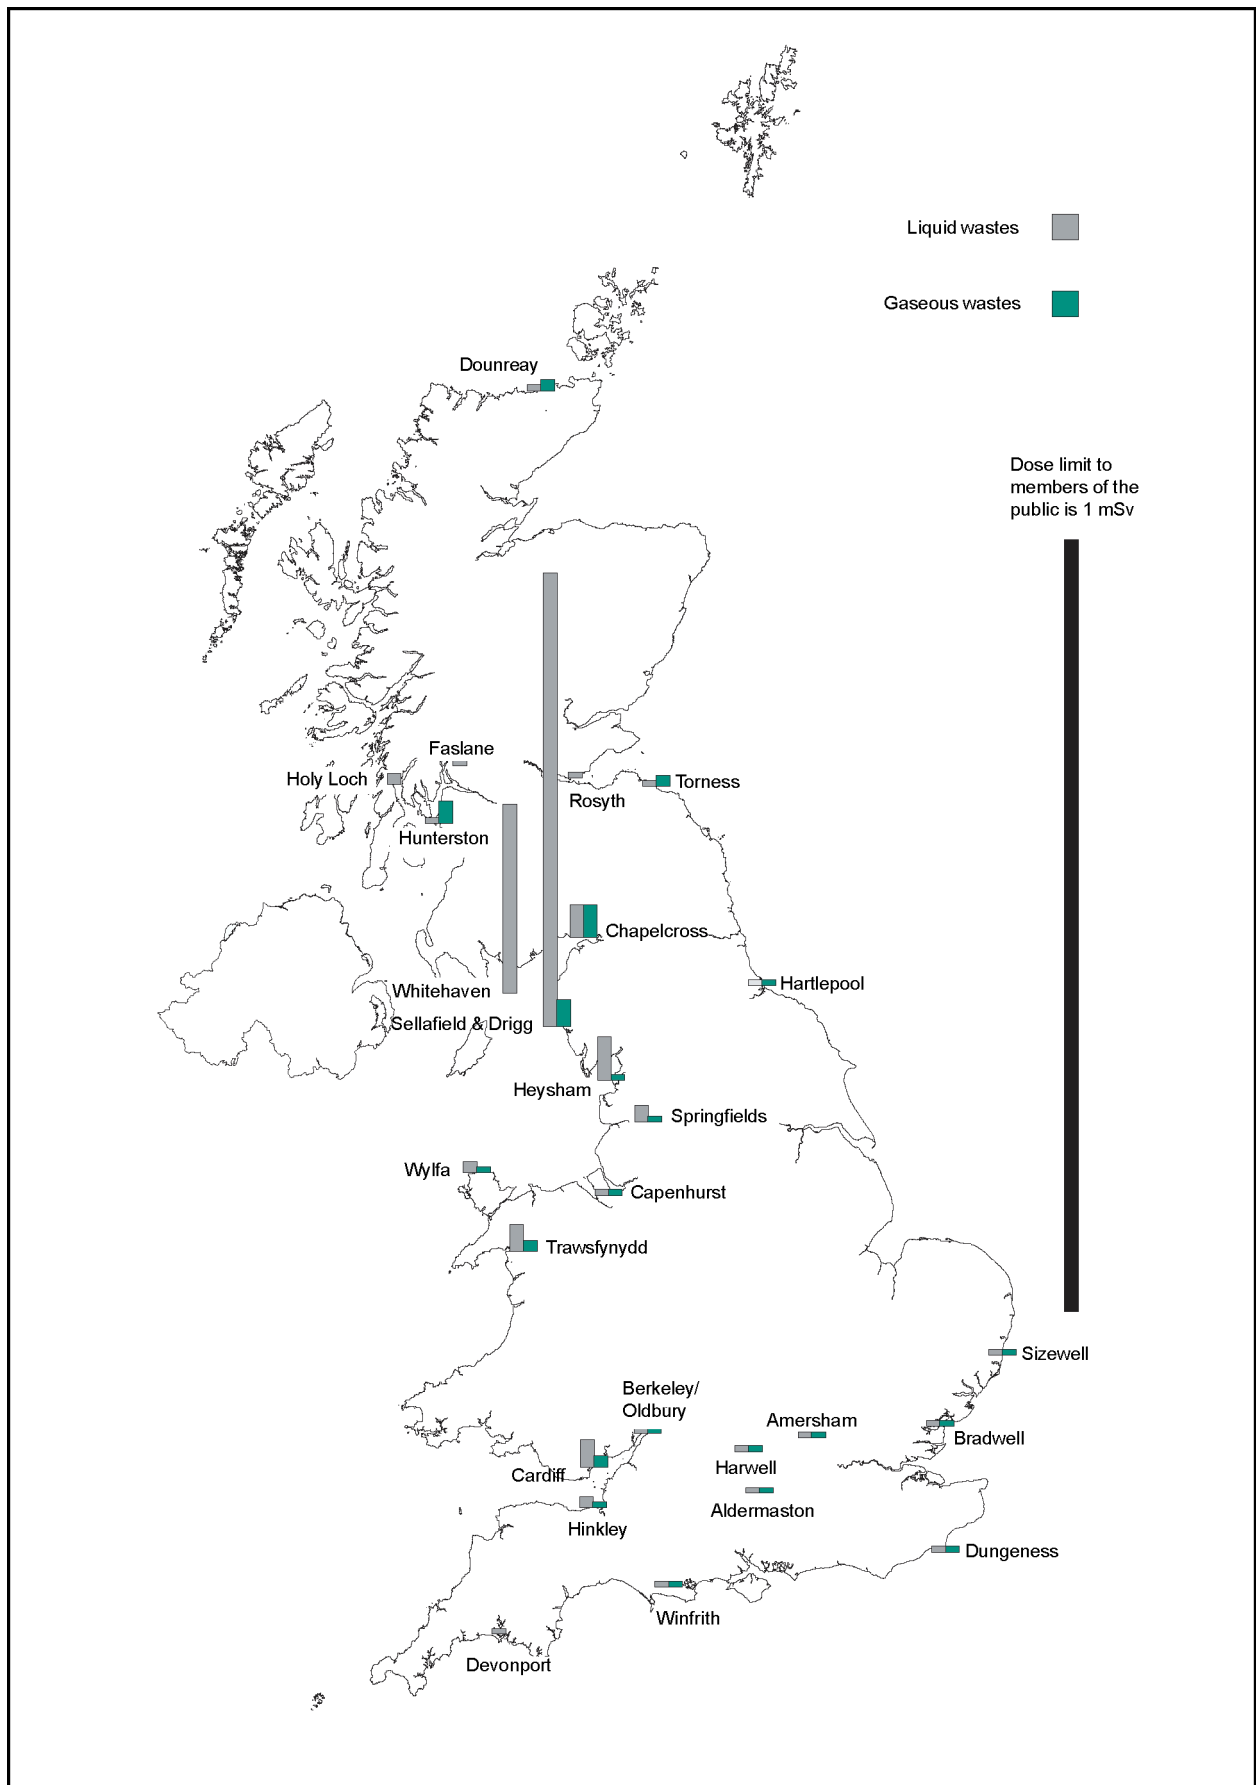 Liquid wastes
Gaseous wastes
Dounreay
Dose limit to
members of the
public is 1 mSv
Faslane
Holy Loch
Torness
Rosyth
Hunterston
Chapelcross
Hartlepool
Whitehaven
Sellafield & Drigg
Heysham
Springfields
Wylfa
Capenhurst
Trawsfynydd
Sizewell
Berkeley/
Oldbury
Amersham
Bradwell
Harwell
Cardiff
Aldermaston
Hinkley
Dungeness
Winfrith
Devonport